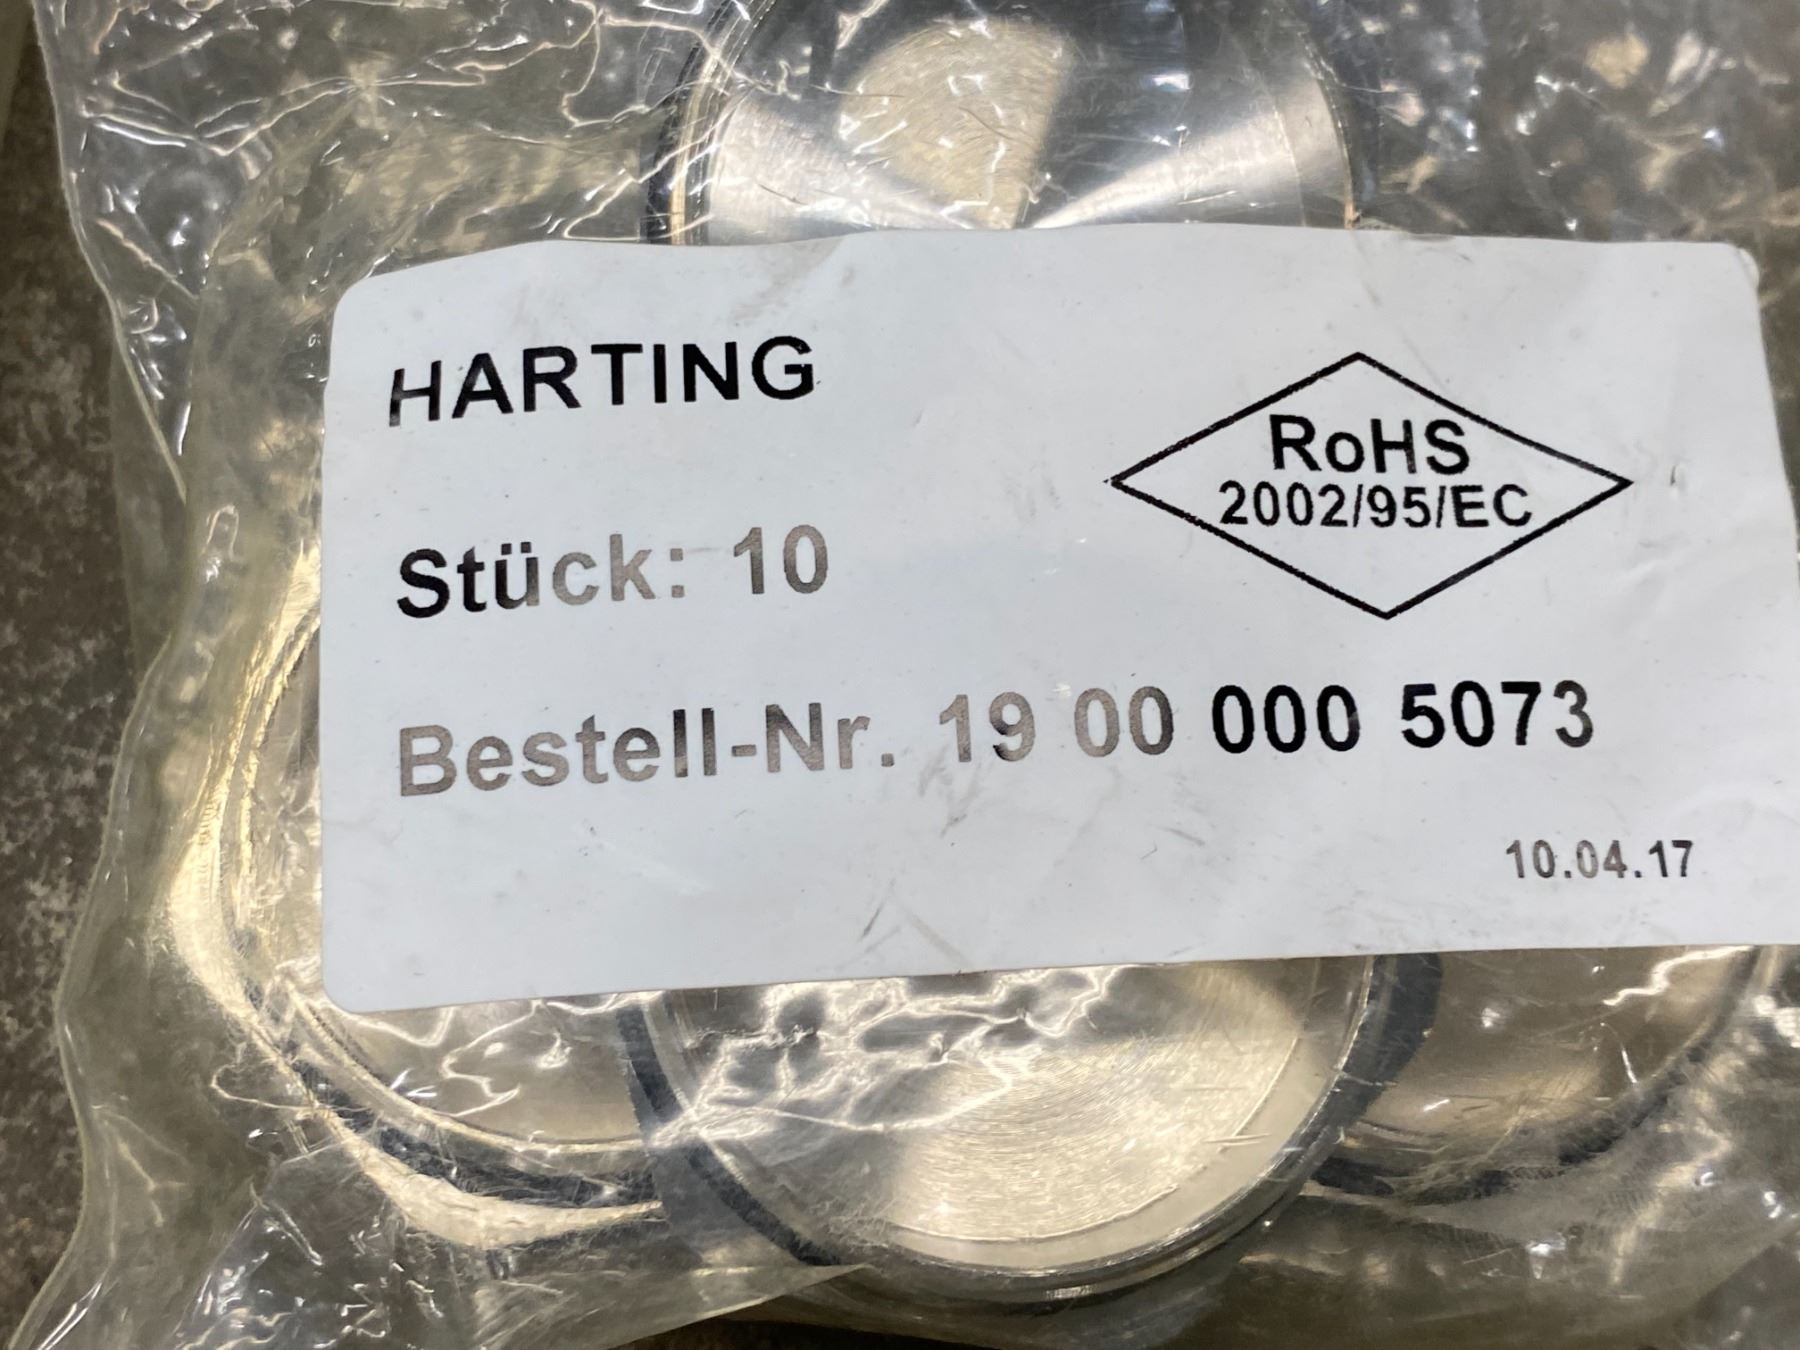 HARTING
RoHS
2002/95/EC
Stück: 10
Bestell-Nr. 19 00 000 5073
10.04.17